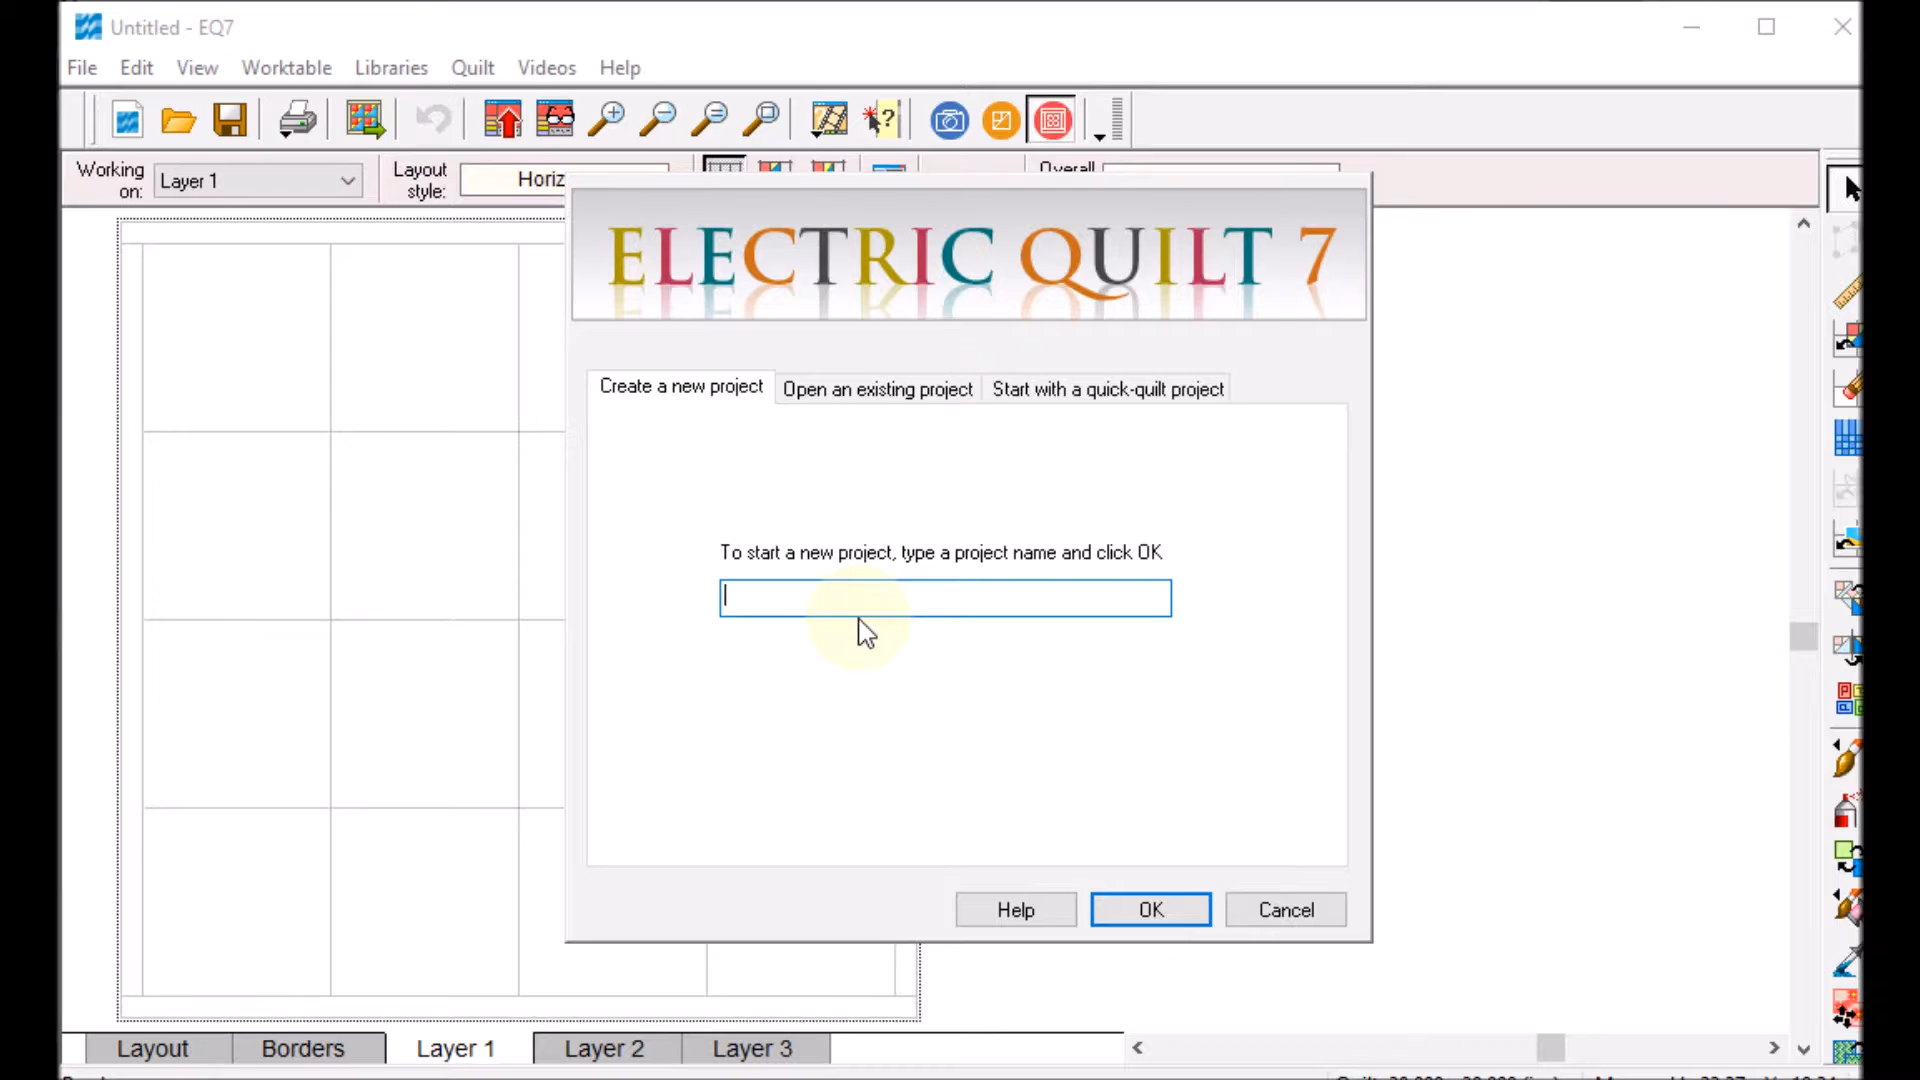 Untitled - EQ7
File Edit View Worktable Libraries Quilt Videos Help
Working on: Layer 1 Layout style: Horiz Overall
ELECTRIC QUILT 7
Create a new project Open an existing project Start with a quick-quilt project
To start a new project, type a project name and click OK
Help OK Cancel
Layout Borders Layer 1 Layer 2 Layer 3